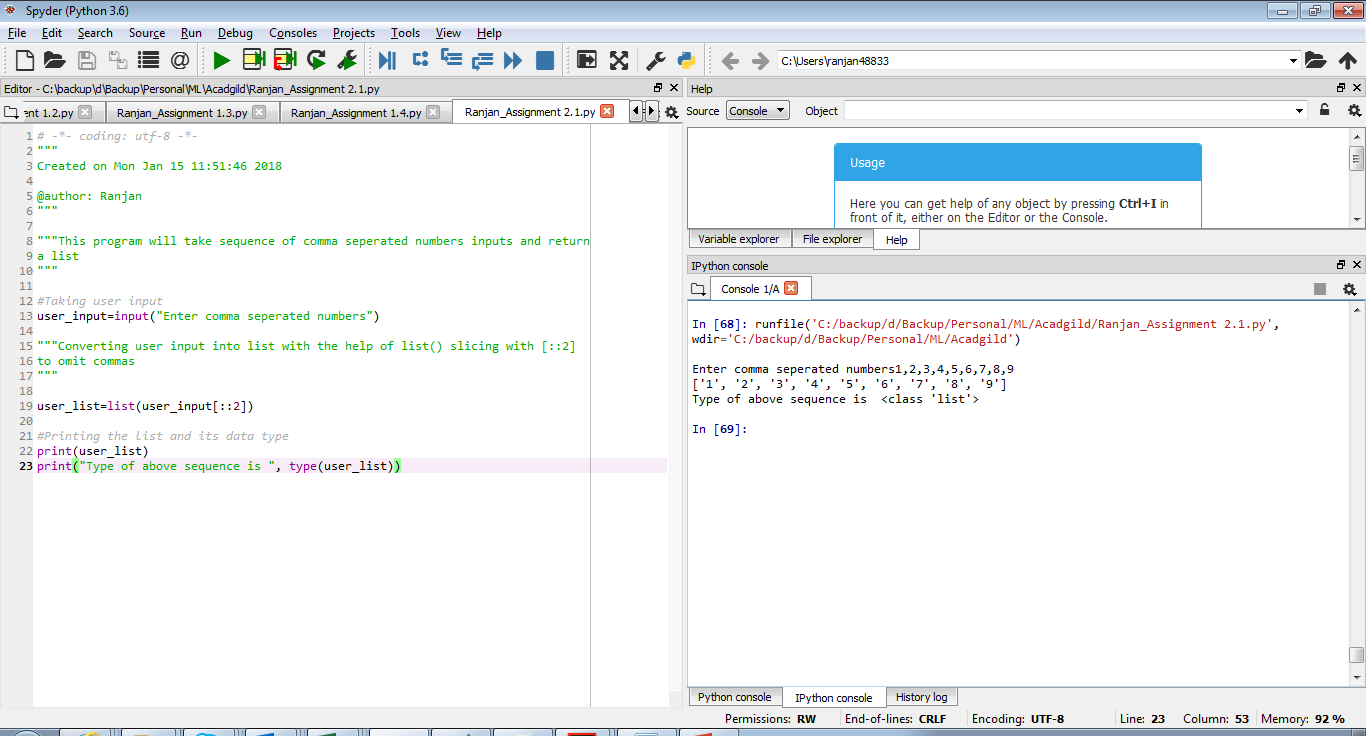 Spyder (Python 3.6)
File Edit Search Source Run Debug Consoles Projects Tools View Help
C:\Users\ranjan48833
Editor - C:\backup\d\Backup\Personal\ML\Acadgild\Ranjan_Assignment 2.1.py
nt 1.2.py Ranjan_Assignment 1.3.py Ranjan_Assignment 1.4.py Ranjan_Assignment 2.1.py
1 # -*- coding: utf-8 -*-
2 """
3 Created on Mon Jan 15 11:51:46 2018
4
5 @author: Ranjan
6 """
7
8 """This program will take sequence of comma seperated numbers inputs and return
9 a list
10 """
11
12 #Taking user input
13 user_input=input("Enter comma seperated numbers")
14
15 """Converting user input into list with the help of list() slicing with [::2]
16 to omit commas
17 """
18
19 user_list=list(user_input[::2])
20
21 #Printing the list and its data type
22 print(user_list)
23 print("Type of above sequence is ", type(user_list))
Help
Source Console Object
Usage
Here you can get help of any object by pressing Ctrl+I in
front of it, either on the Editor or the Console.
Variable explorer File explorer Help
IPython console
Console 1/A
In [68]: runfile('C:/backup/d/Backup/Personal/ML/Acadgild/Ranjan_Assignment 2.1.py',
wdir='C:/backup/d/Backup/Personal/ML/Acadgild')
Enter comma seperated numbers1,2,3,4,5,6,7,8,9
['1', '2', '3', '4', '5', '6', '7', '8', '9']
Type of above sequence is  <class 'list'>
In [69]:
Python console IPython console History log
Permissions: RW End-of-lines: CRLF Encoding: UTF-8 Line: 23 Column: 53 Memory: 92 %